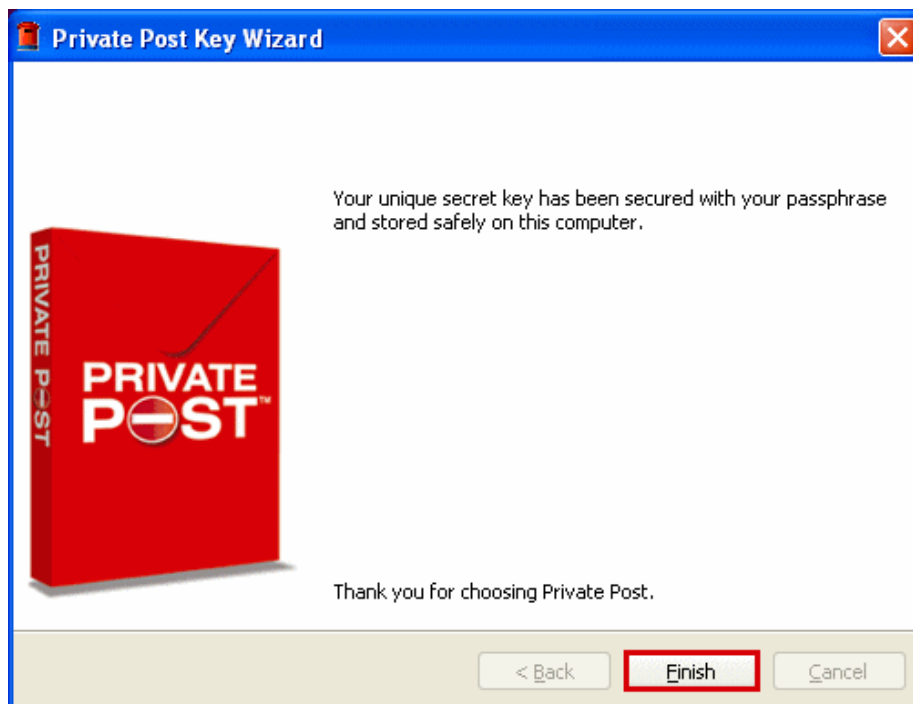 Private Post Key Wizard
Your unique secret key has been secured with your passphrase
and stored safely on this computer.
PRIVATE POST
PRIVATE
POST™
Thank you for choosing Private Post.
< Back
Finish
Cancel